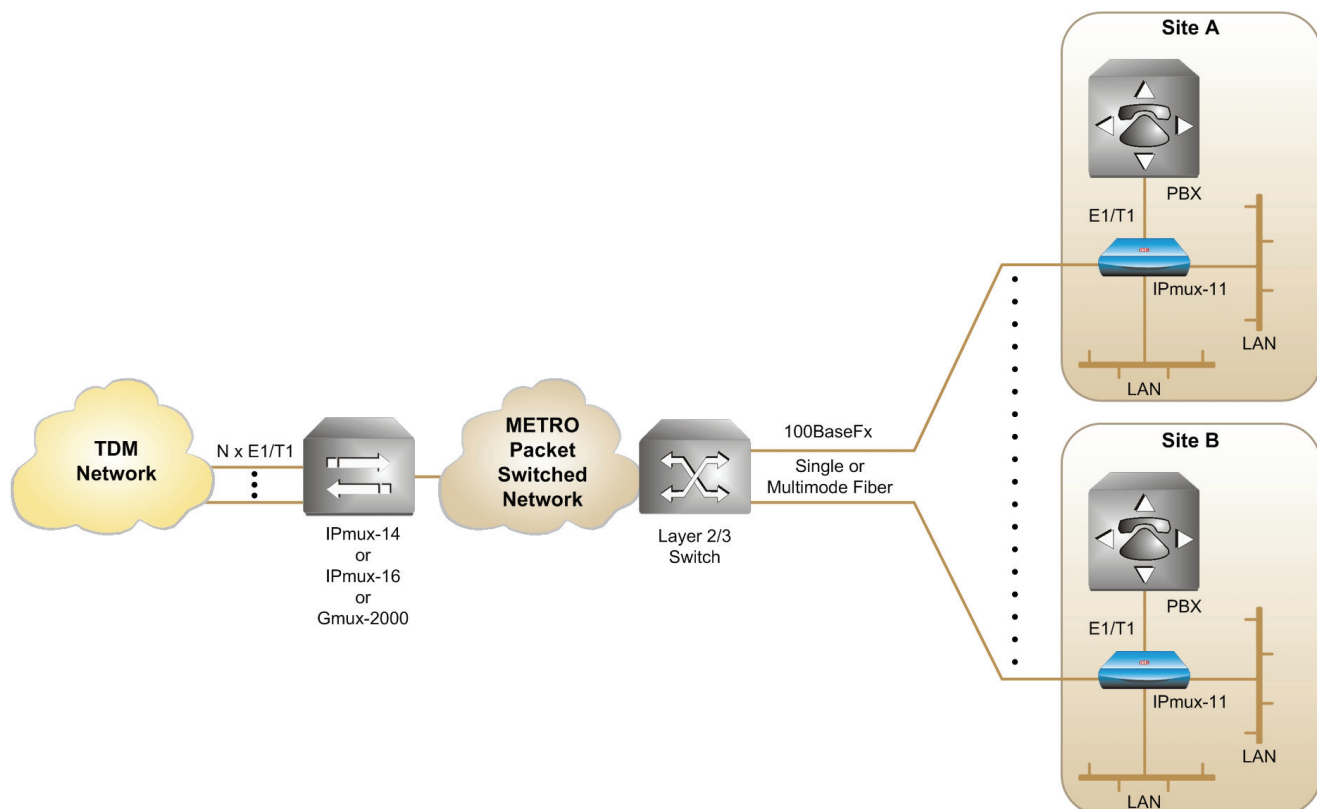 Site A
PBX
E1/T1
IPmux-11
LAN
LAN
TDM
Network
N x E1/T1
IPmux-14
or
IPmux-16
or
Gmux-2000
METRO
Packet
Switched
Network
Layer 2/3
Switch
100BaseFx
Single or
Multimode Fiber
Site B
PBX
E1/T1
IPmux-11
LAN
LAN